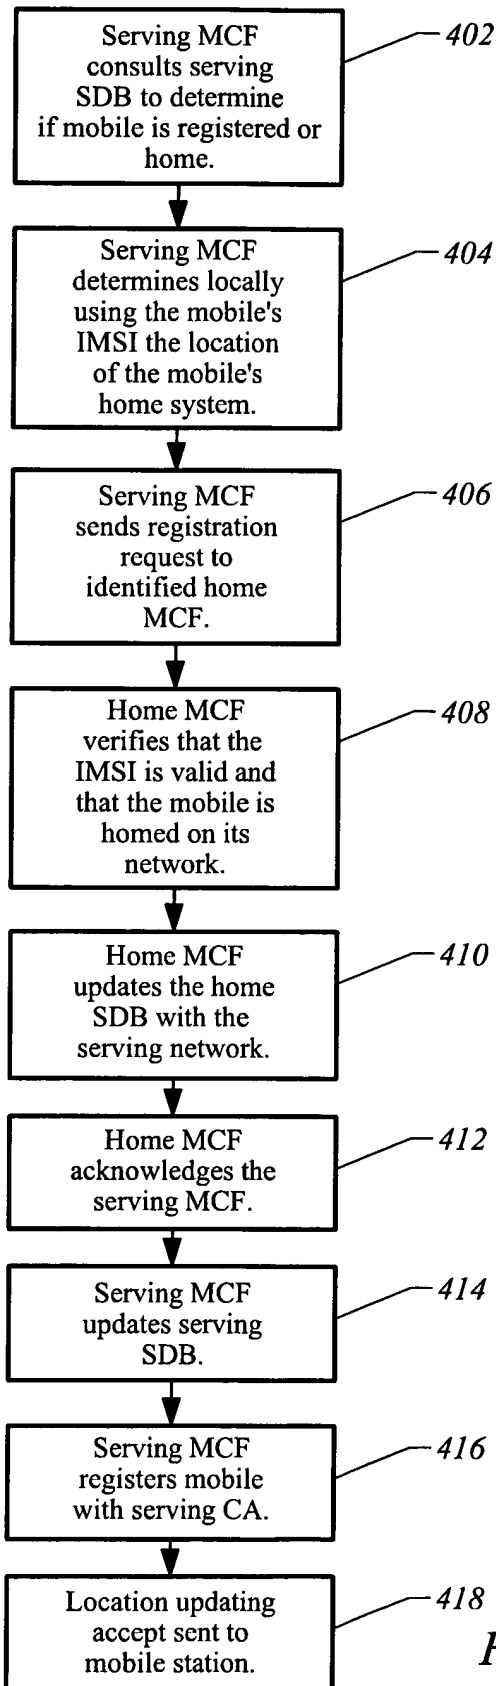 Serving MCF
consults serving
SDB to determine
if mobile is registered or
home.
402
Serving MCF
determines locally
using the mobile's
IMSI the location
of the mobile's
home system.
404
Serving MCF
sends registration
request to
identified home
MCF.
406
Home MCF
verifies that the
IMSI is valid and
that the mobile is
homed on its
network.
408
Home MCF
updates the home
SDB with the
serving network.
410
Home MCF
acknowledges the
serving MCF.
412
Serving MCF
updates serving
SDB.
414
Serving MCF
registers mobile
with serving CA.
416
Location updating
accept sent to
mobile station.
418